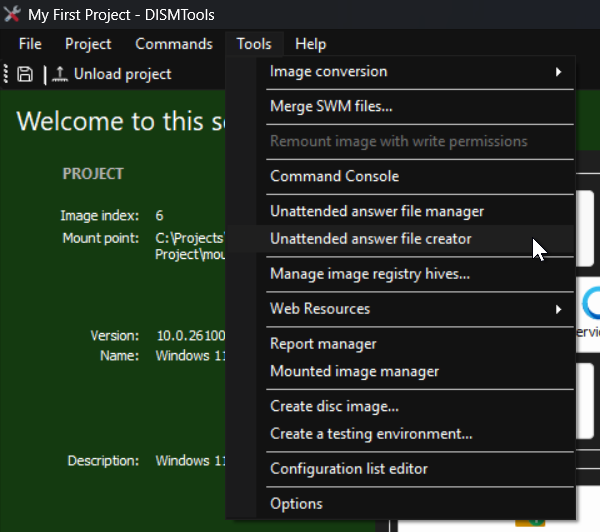 My First Project - DISMTools
File Project Commands Tools Help
Unload project
Image conversion
Merge SWM files...
Remount image with write permissions
Command Console
Unattended answer file manager
Unattended answer file creator
Manage image registry hives...
Web Resources
Report manager
Mounted image manager
Create disc image...
Create a testing environment...
Configuration list editor
Options
Welcome to this s
PROJECT
Image index: 6
Mount point: C:\Projects\
Project\mou
Version: 10.0.26100
Name: Windows 11
Description: Windows 11